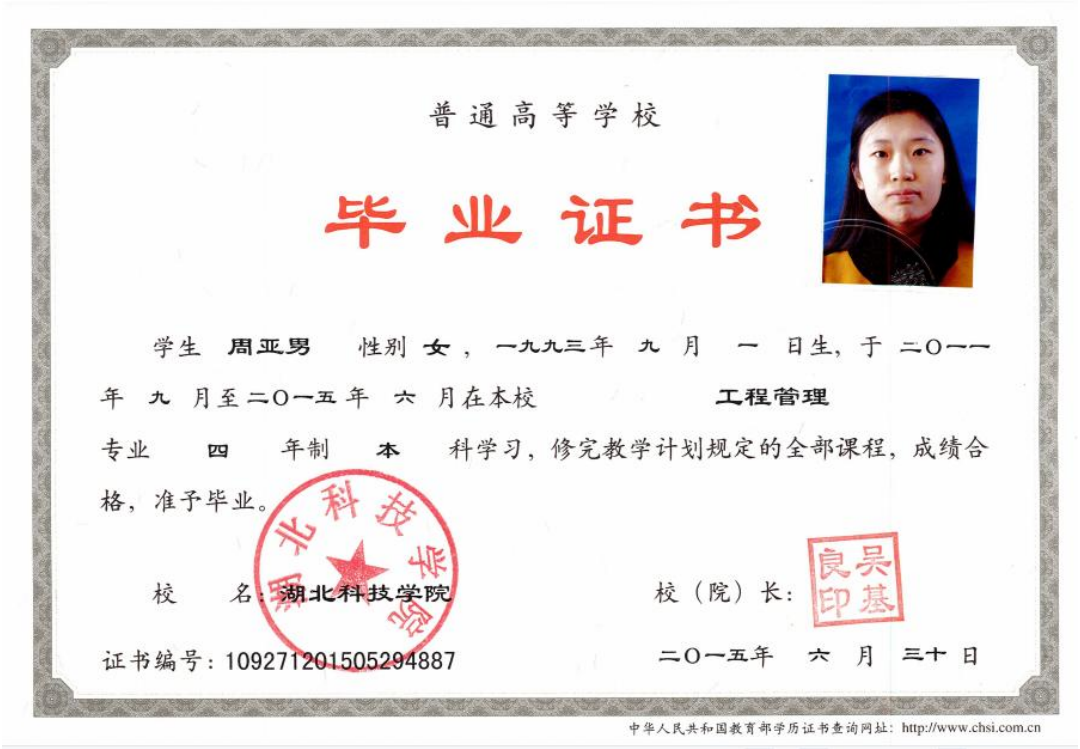 普通高等学校
毕业证书
学生 周亚男 性别 女，一九九三年 九 月 一 日生，于 二〇一一
年 九 月至二〇一五年 六 月在本校 工程管理
专业 四 年制 本 科学习，修完教学计划规定的全部课程，成绩合
格，准予毕业。
湖北科技学院
校 名：湖北科技学院
校（院）长：
吴基良印
证书编号：109271201505294887
二〇一五年 六 月 三十 日
中华人民共和国教育部学历证书查询网址：http://www.chsi.com.cn